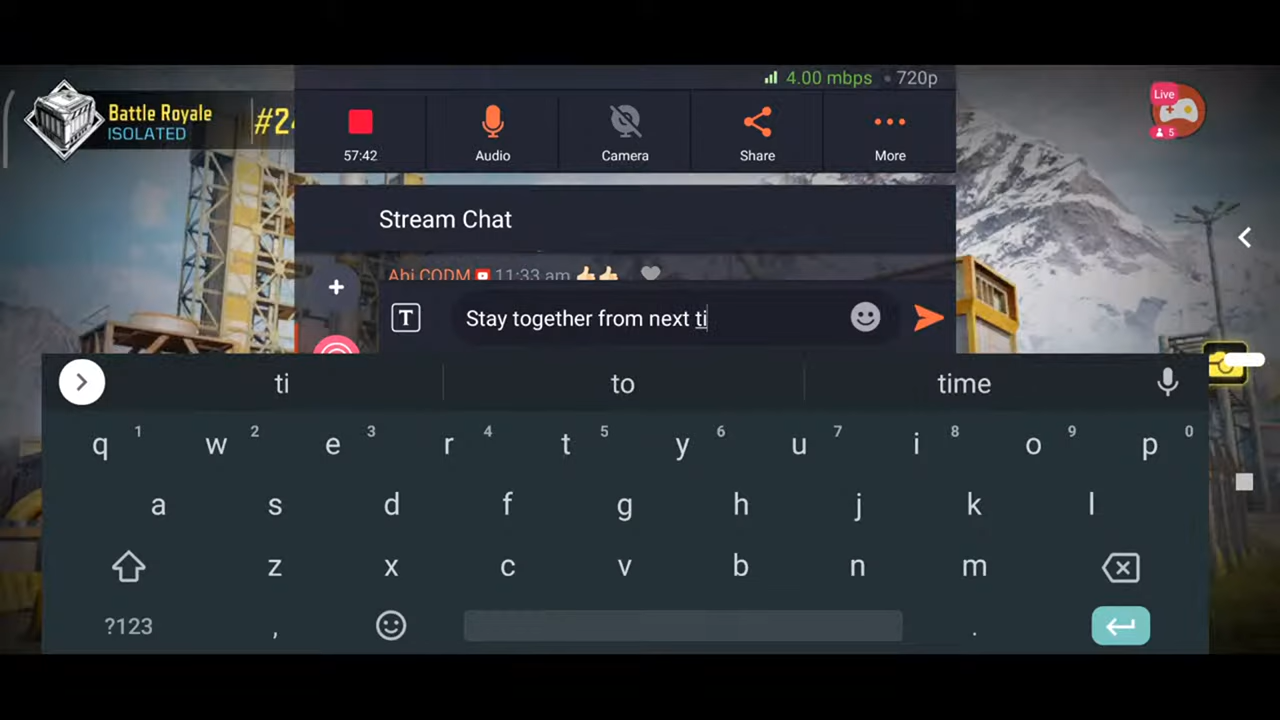 4.00 mbps • 720p
Battle Royale
ISOLATED
#24
Live
5
57:42
Audio
Camera
Share
More
Stream Chat
Abi CODM 11:33 am 👍🏻👍🏻
T
Stay together from next ti
ti
to
time
q 1 w 2 e 3 r 4 t 5 y 6 u 7 i 8 o 9 p 0
a s d f g h j k l
z x c v b n m
?123 , .